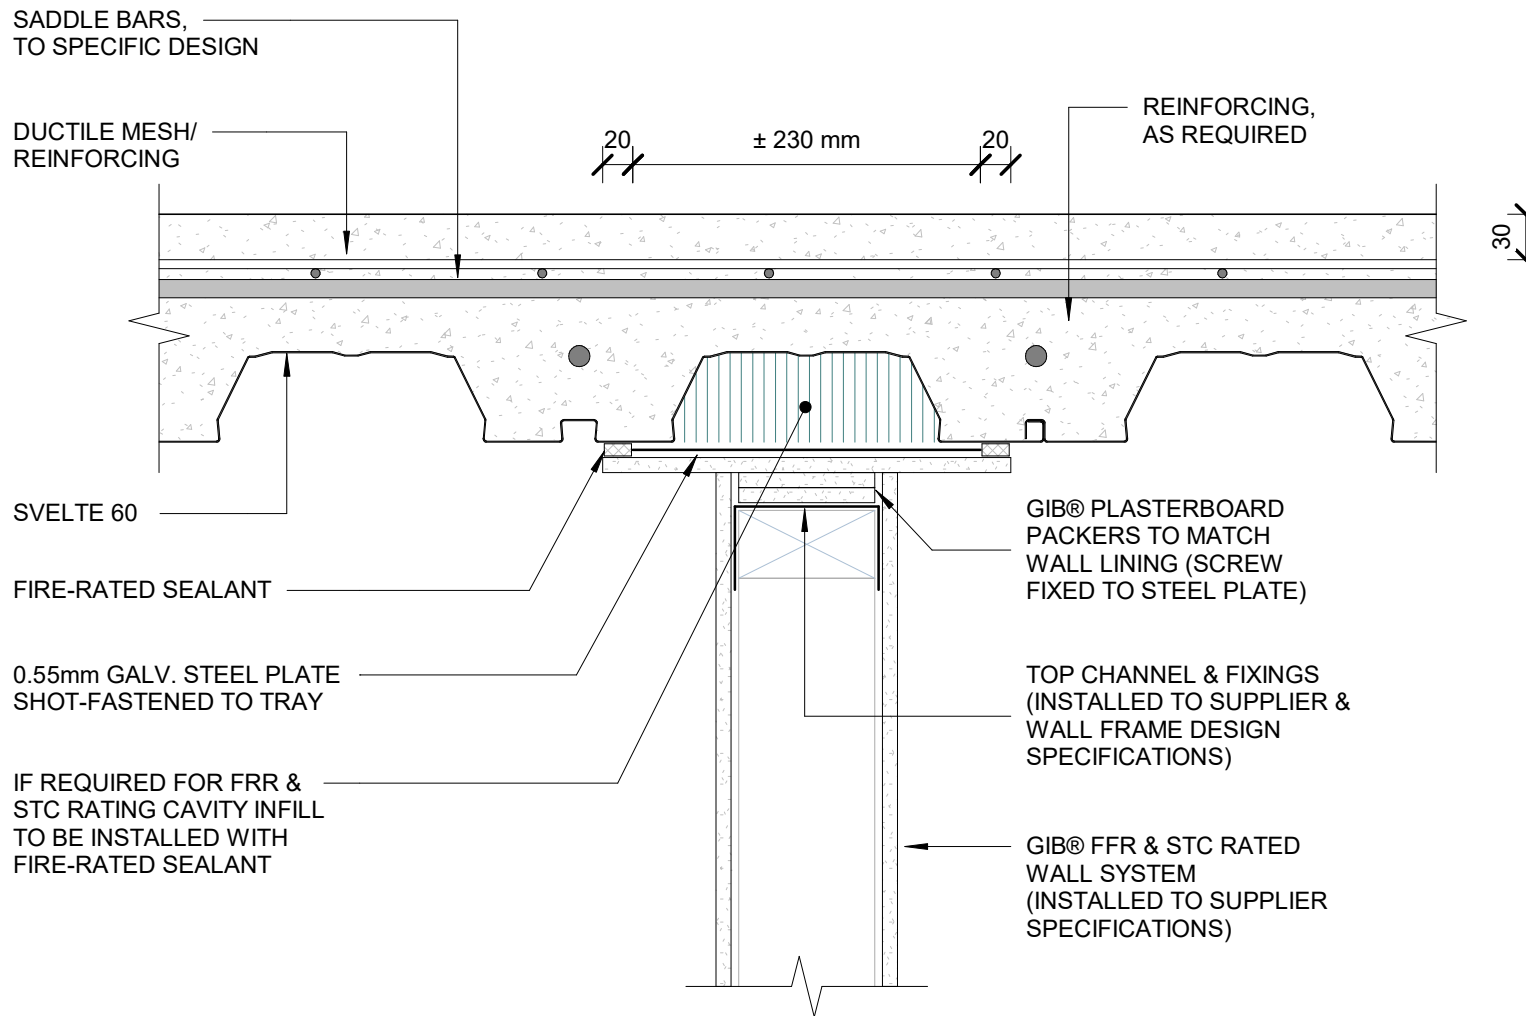 SADDLE BARS,
TO SPECIFIC DESIGN
DUCTILE MESH/
REINFORCING
20
± 230 mm
20
REINFORCING,
AS REQUIRED
30
SVELTE 60
FIRE-RATED SEALANT
0.55mm GALV. STEEL PLATE
SHOT-FASTENED TO TRAY
IF REQUIRED FOR FRR &
STC RATING CAVITY INFILL
TO BE INSTALLED WITH
FIRE-RATED SEALANT
GIB® PLASTERBOARD
PACKERS TO MATCH
WALL LINING (SCREW
FIXED TO STEEL PLATE)
TOP CHANNEL & FIXINGS
(INSTALLED TO SUPPLIER &
WALL FRAME DESIGN
SPECIFICATIONS)
GIB® FFR & STC RATED
WALL SYSTEM
(INSTALLED TO SUPPLIER
SPECIFICATIONS)